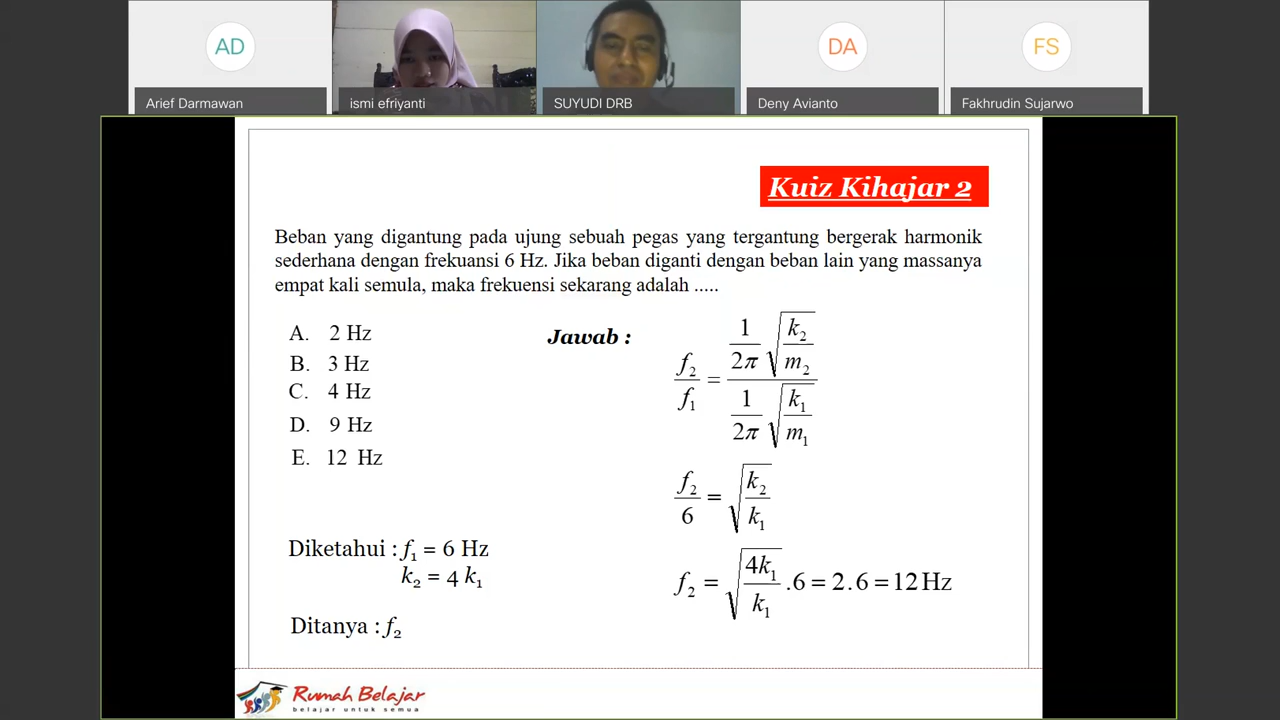 AD
DA
FS
Arief Darmawan
ismi efriyanti
SUYUDI DRB
Deny Avianto
Fakhrudin Sujarwo
Kuiz Kihajar 2
Beban yang digantung pada ujung sebuah pegas yang tergantung bergerak harmonik
sederhana dengan frekuansi 6 Hz. Jika beban diganti dengan beban lain yang massanya
empat kali semula, maka frekuensi sekarang adalah .....
A. 2 Hz
B. 3 Hz
C. 4 Hz
D. 9 Hz
E. 12 Hz
Jawab :
f₂/f₁ = (1/2π √(k₂/m₂)) / (1/2π √(k₁/m₁))
f₂/6 = √(k₂/k₁)
f₂ = √(4k₁/k₁) .6 = 2.6 = 12 Hz
Diketahui : f₁ = 6 Hz
k₂ = 4 k₁
Ditanya : f₂
Rumah Belajar
belajar untuk semua